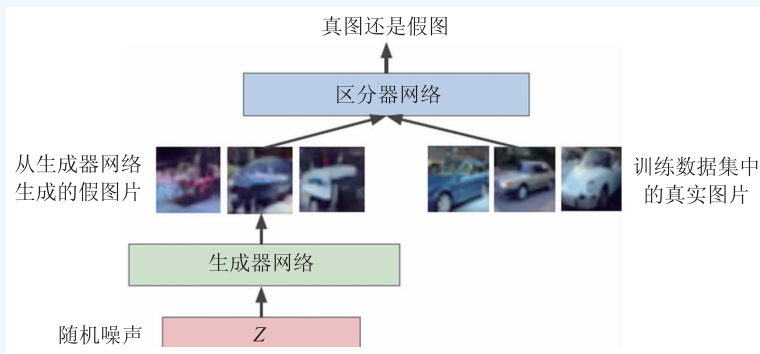 真图还是假图
区分器网络
从生成器网络
生成的假图片
训练数据集中
的真实图片
生成器网络
随机噪声
Z